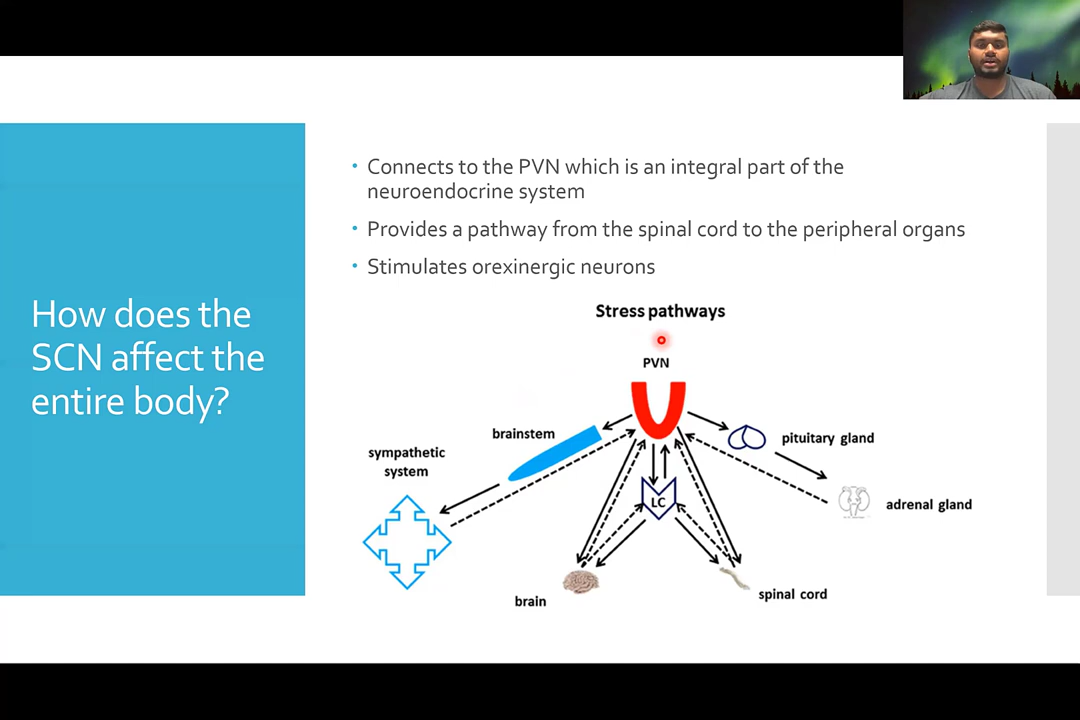 How does the
SCN affect the
entire body?
• Connects to the PVN which is an integral part of the
neuroendocrine system
• Provides a pathway from the spinal cord to the peripheral organs
• Stimulates orexinergic neurons
Stress pathways
PVN
brainstem
pituitary gland
sympathetic
system
LC
adrenal gland
brain
spinal cord